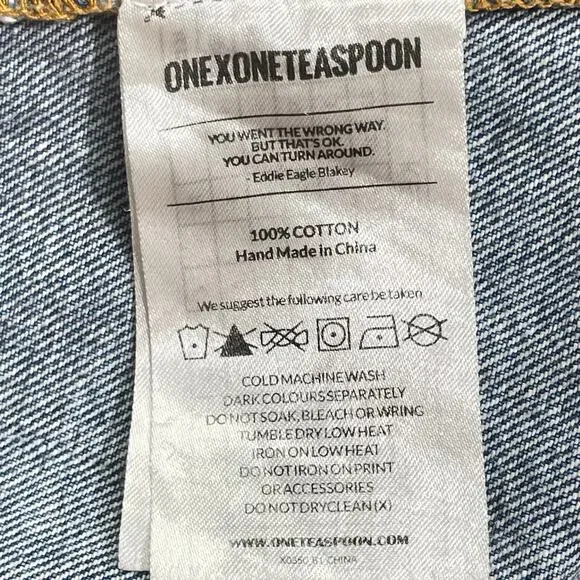 ONEXONETEASPOON
YOU WENT THE WRONG WAY.
BUT THAT'S OK.
YOU CAN TURN AROUND.
- Eddie Eagle Blakey
100% COTTON
Hand Made in China
We suggest the following care be taken
COLD MACHINE WASH
DARK COLOURS SEPARATELY
DO NOT SOAK, BLEACH OR WRING
TUMBLE DRY LOW HEAT
IRON ON LOW HEAT
DO NOT IRON ON PRINT
OR ACCESSORIES
DO NOT DRYCLEAN (X)
WWW.ONETEASPOON.COM
CHINA